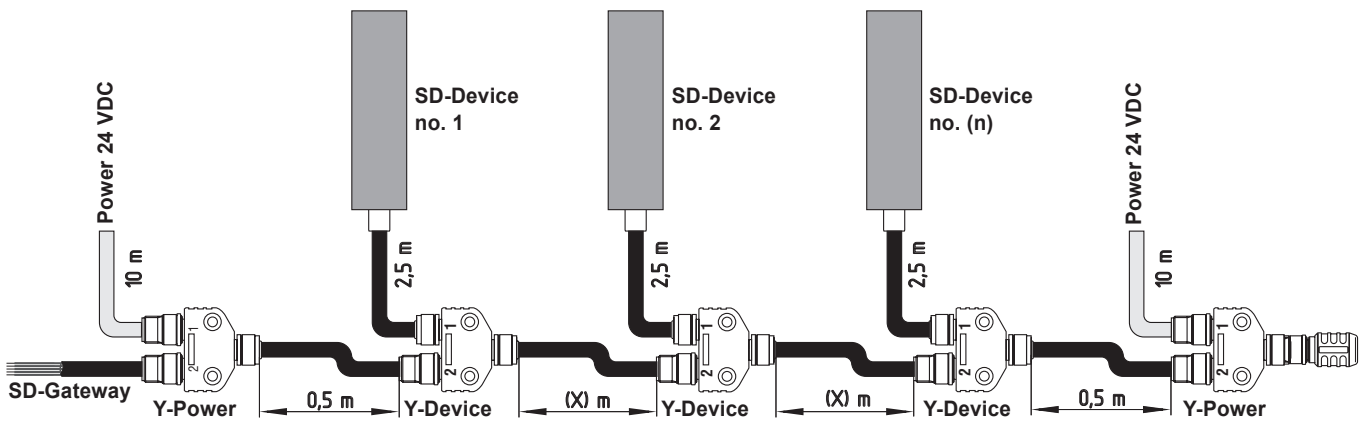 SD-Device
no. 1
SD-Device
no. 2
SD-Device
no. (n)
Power 24 VDC
10 m
2,5 m
2,5 m
2,5 m
Power 24 VDC
10 m
1
2
1
2
1
2
1
2
1
2
SD-Gateway
Y-Power
0,5 m
Y-Device
(X) m
Y-Device
(X) m
Y-Device
0,5 m
Y-Power